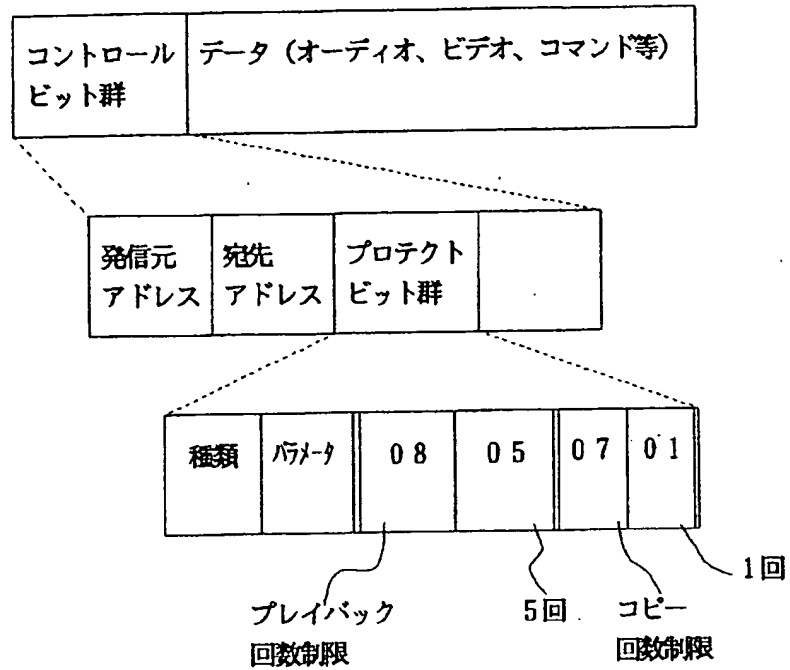 コントロール
ビット群
データ (オーディオ、ビデオ、コマンド等)
発信元
アドレス
宛先
アドレス
プロテクト
ビット群
種類
パラメータ
08
05
07
01
1回
プレイバック
回数制限
5回
コピー
回数制限